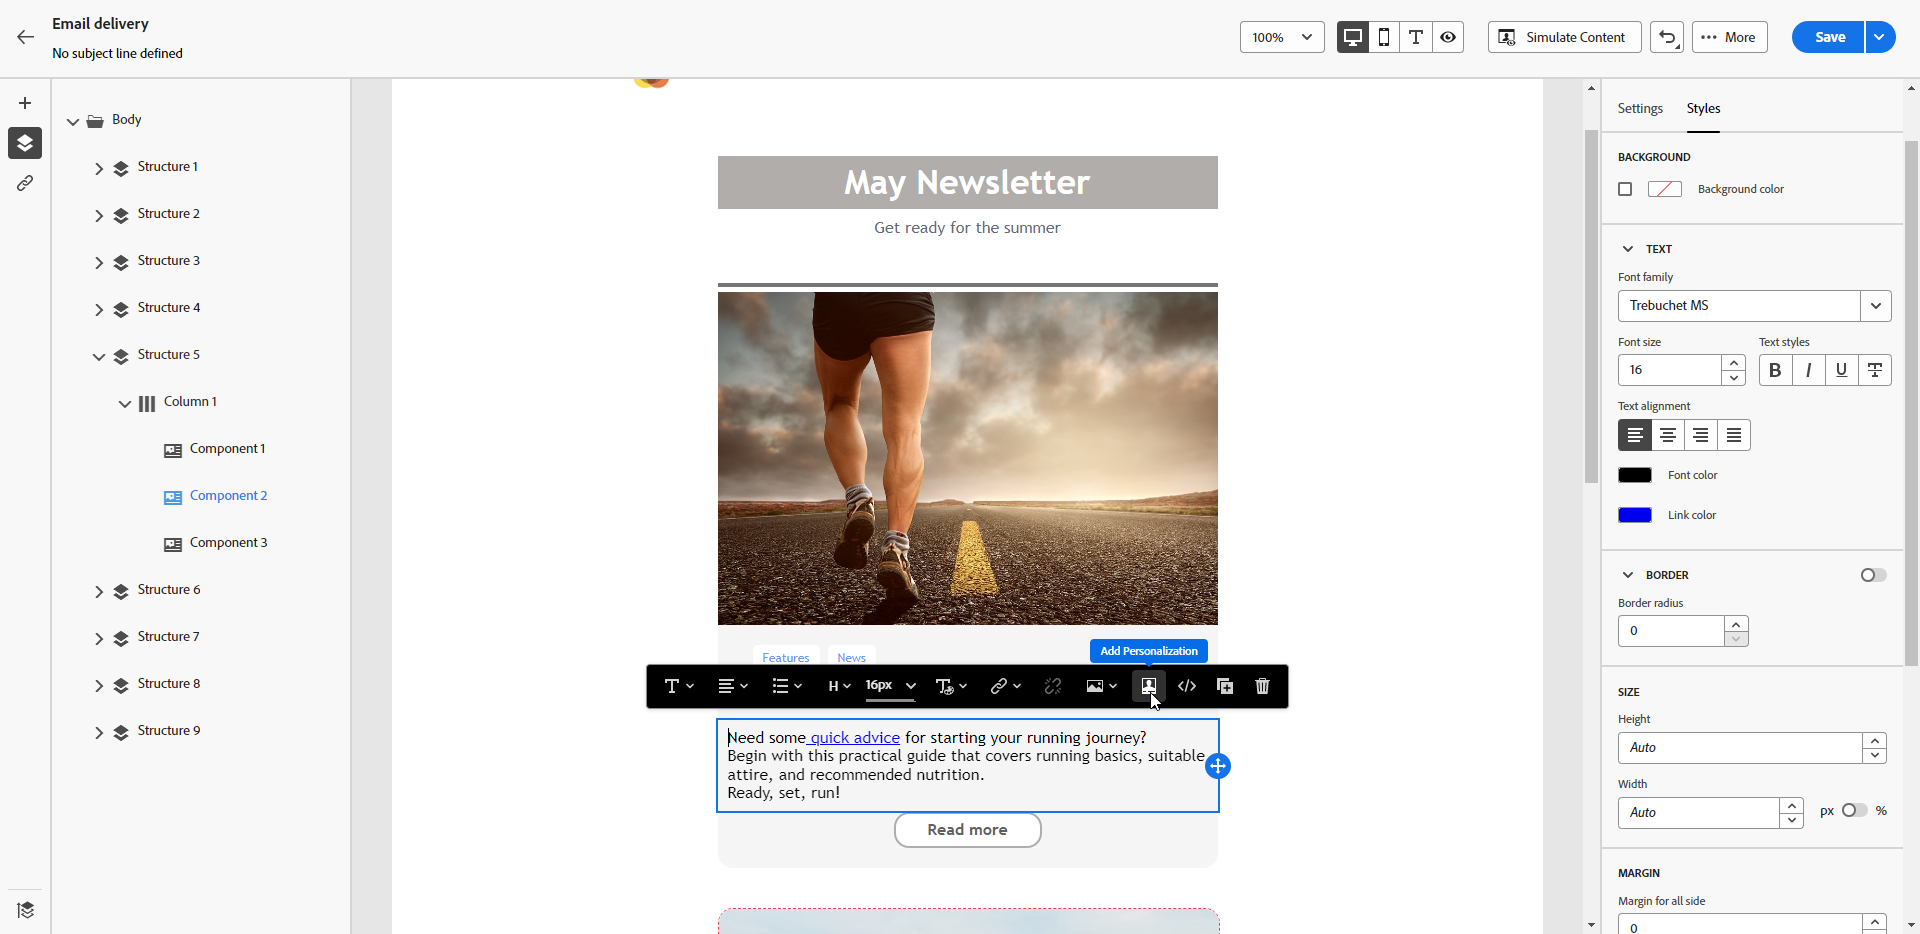 Email delivery
No subject line defined
100%
Simulate Content
More
Save
Body
Structure 1
Structure 2
Structure 3
Structure 4
Structure 5
Column 1
Component 1
Component 2
Component 3
Structure 6
Structure 7
Structure 8
Structure 9
May Newsletter
Get ready for the summer
Features
News
Add Personalization
H
16px
Need some quick advice for starting your running journey?
Begin with this practical guide that covers running basics, suitable
attire, and recommended nutrition.
Ready, set, run!
Read more
Settings
Styles
BACKGROUND
Background color
TEXT
Font family
Trebuchet MS
Font size
Text styles
16
B I U T
Text alignment
Font color
Link color
BORDER
Border radius
0
SIZE
Height
Auto
Width
Auto
px
%
MARGIN
Margin for all side
0